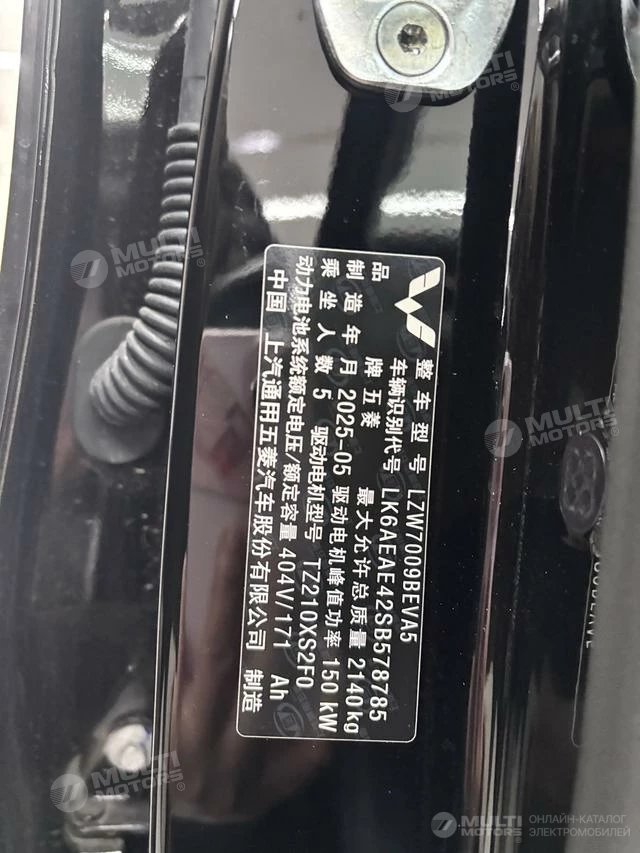 整车型号 LZW7009BEVA5
车辆识别代号 LK6AEAE42SB578785
品 牌 五菱 最大允许总质量 2140kg
制造年月 2025-05 驱动电机峰值功率 150 kW
乘坐人数 5 驱动电机型号 TZ210XS2F0
动力电池系统额定电压/额定容量 404V/171 Ah
中国 上汽通用五菱汽车股份有限公司 制造
MULTI MOTORS®
MULTI MOTORS®
MULTI MOTORS®
MULTI MOTORS®
MULTI MOTORS®
MULTI MOTORS
ОНЛАЙН-КАТАЛОГ
ЭЛЕКТРОМОБИЛЕЙ